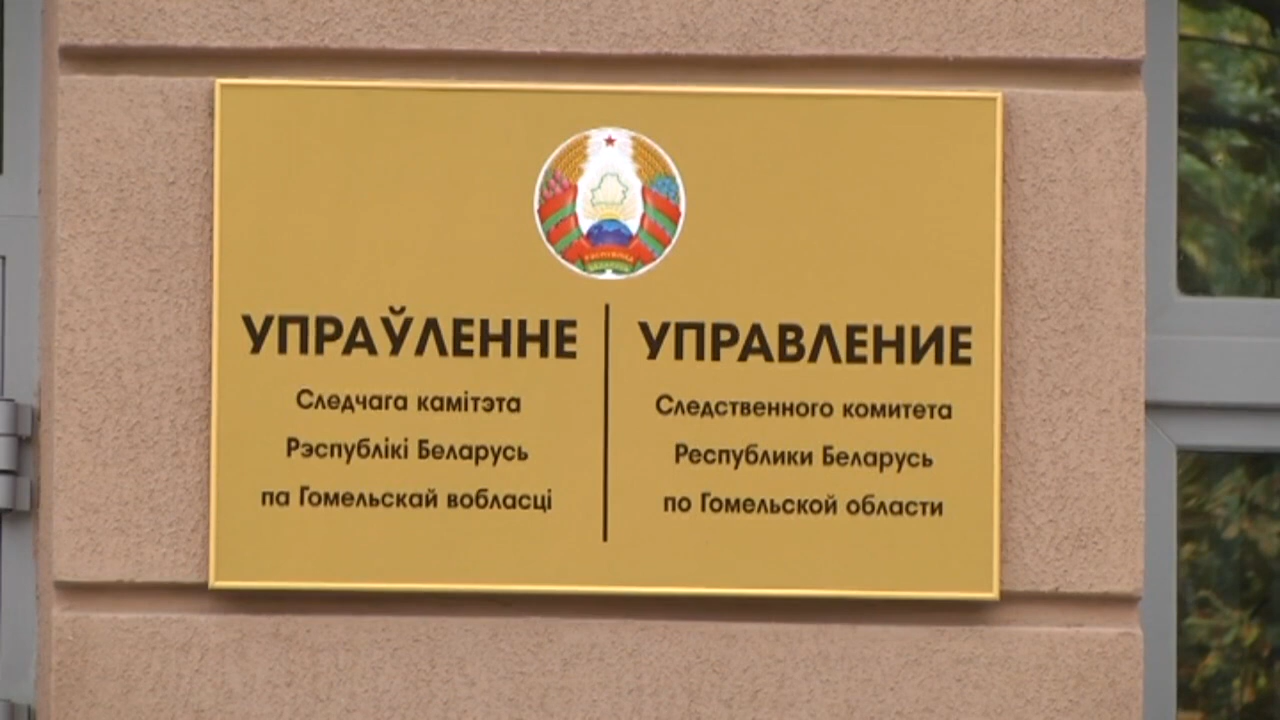 УПРАЎЛЕННЕ
Следчага камітэта
Рэспублікі Беларусь
па Гомельскай вобласці
УПРАВЛЕНИЕ
Следственного комитета
Республики Беларусь
по Гомельской области